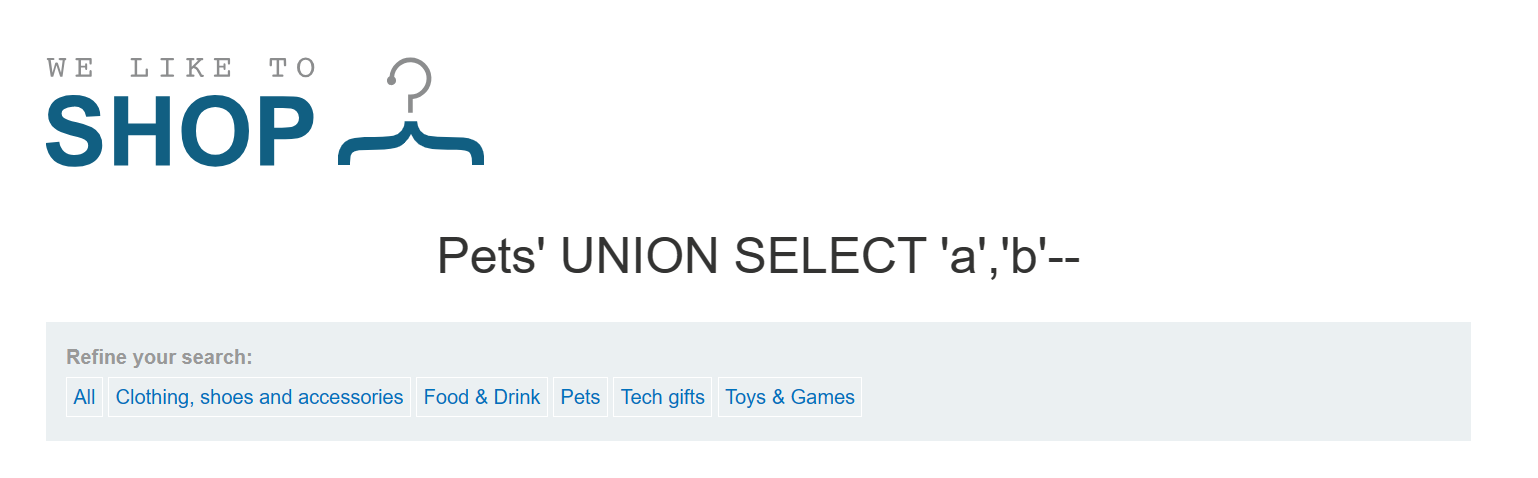 WE LIKE TO
SHOP
Pets' UNION SELECT 'a','b'--
Refine your search:
All Clothing, shoes and accessories Food & Drink Pets Tech gifts Toys & Games